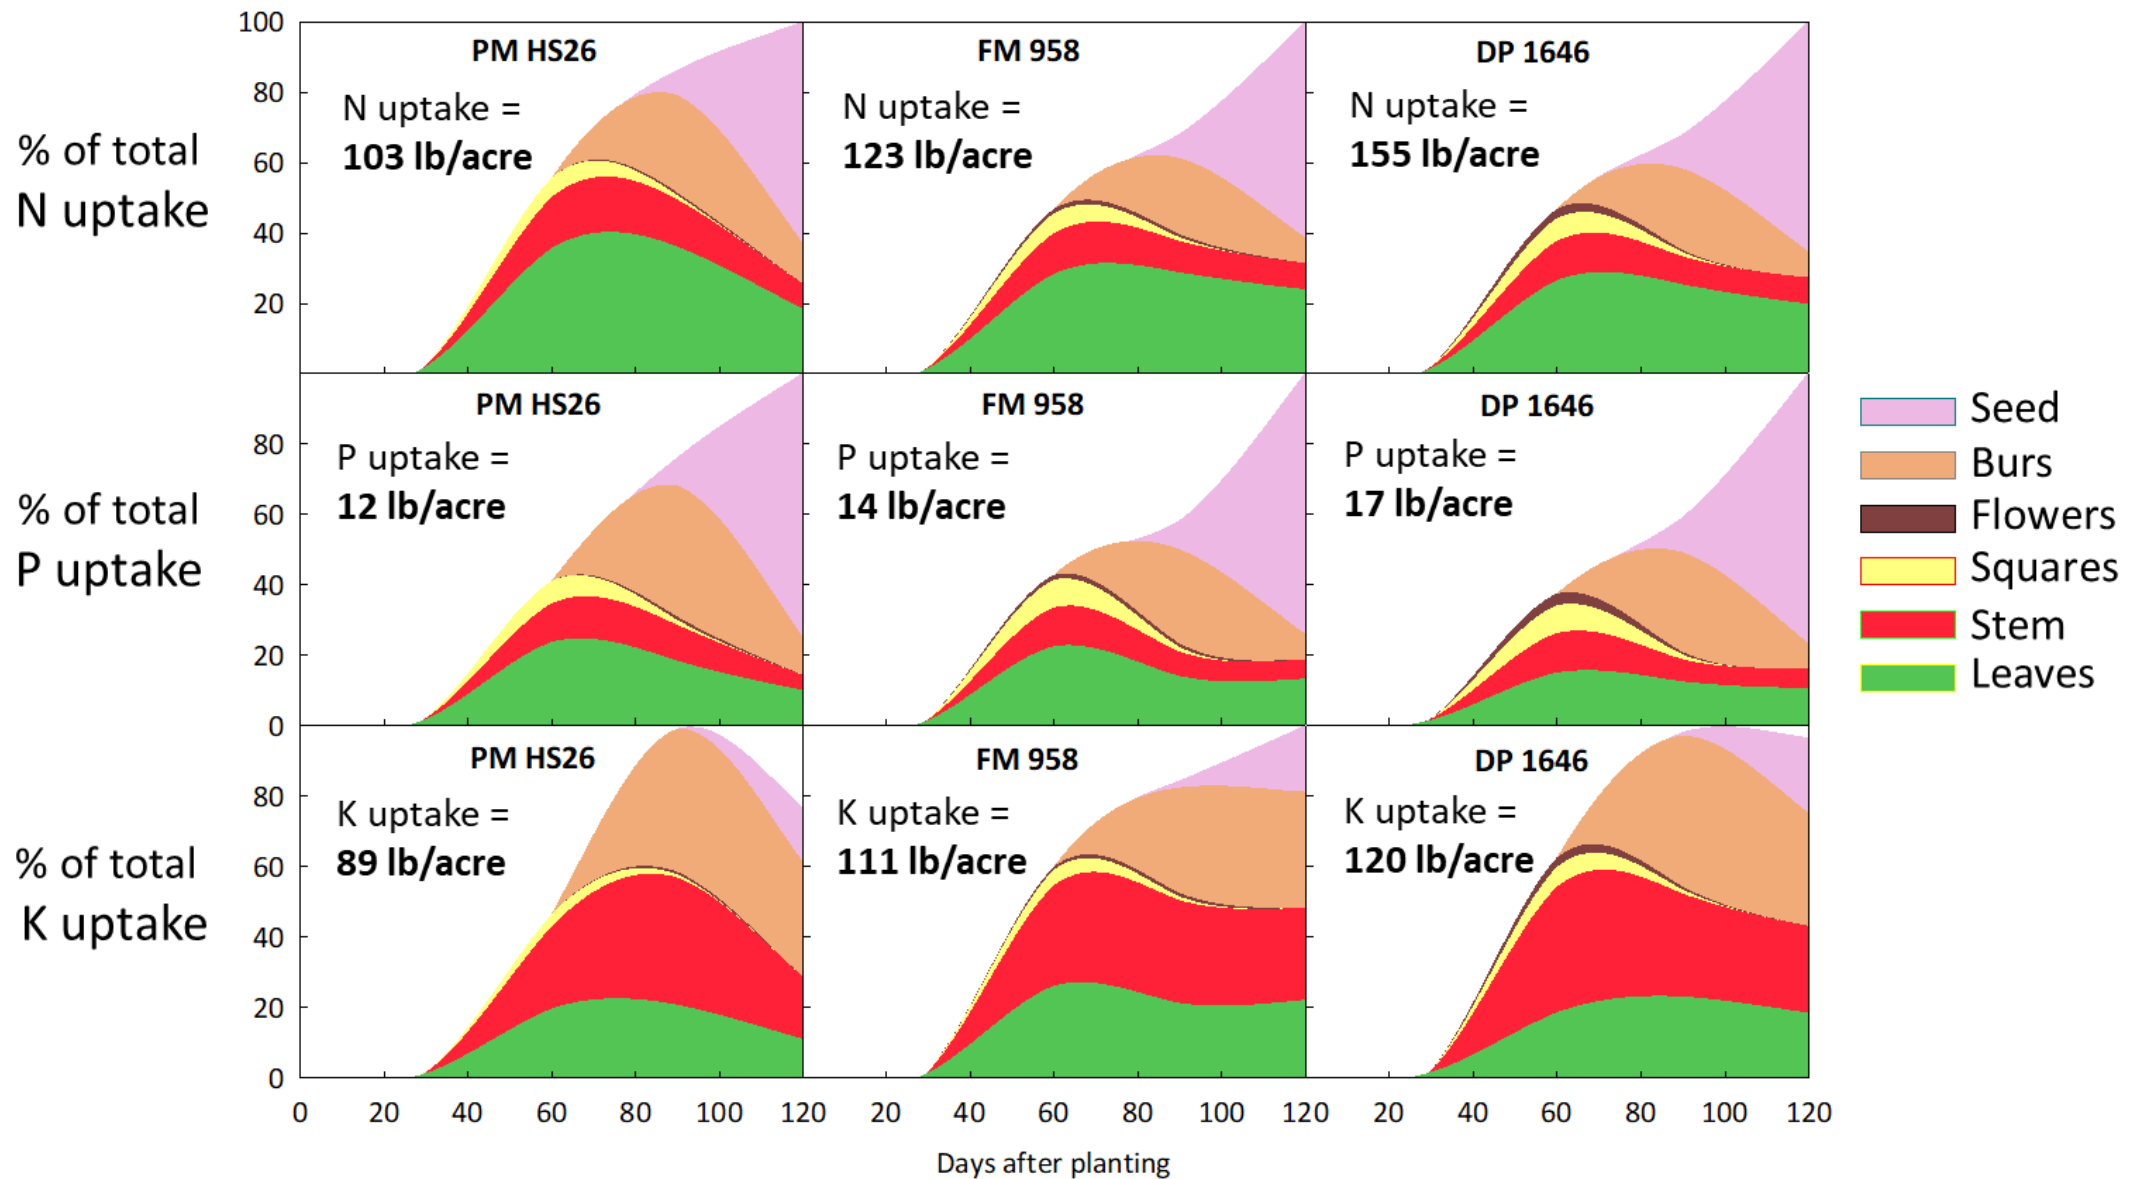 % of total
N uptake
100
80
60
40
20
PM HS26
N uptake =
103 lb/acre
FM 958
N uptake =
123 lb/acre
DP 1646
N uptake =
155 lb/acre
% of total
P uptake
80
60
40
20
0
PM HS26
P uptake =
12 lb/acre
FM 958
P uptake =
14 lb/acre
DP 1646
P uptake =
17 lb/acre
Seed
Burs
Flowers
Squares
Stem
Leaves
% of total
K uptake
80
60
40
20
0
PM HS26
K uptake =
89 lb/acre
FM 958
K uptake =
111 lb/acre
DP 1646
K uptake =
120 lb/acre
0 20 40 60 80 100 120 20 40 60 80 100 120 20 40 60 80 100 120
Days after planting